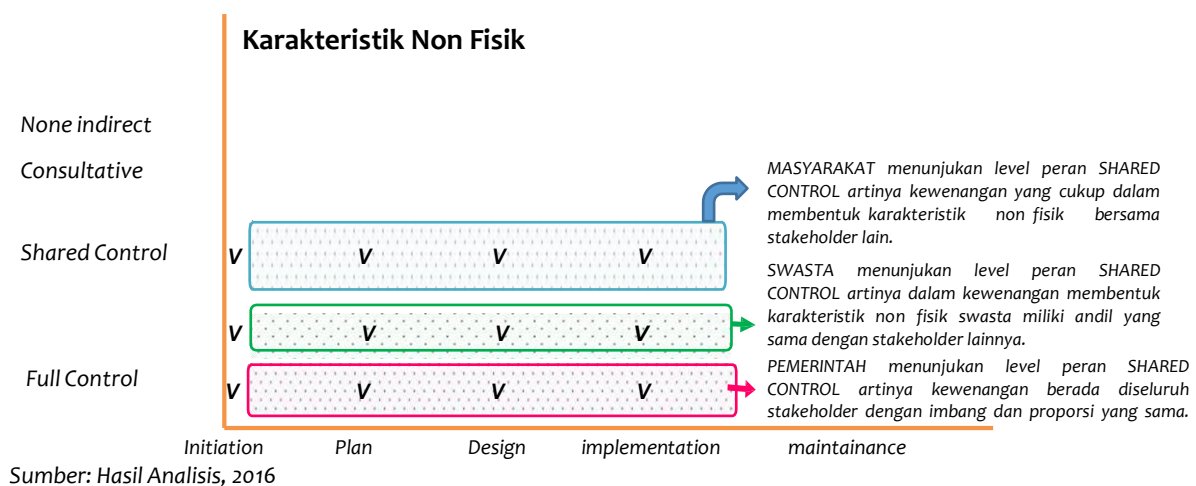 Karakteristik Non Fisik
None indirect
Consultative
MASYARAKAT menunjukan level peran SHARED
CONTROL artinya kewenangan yang cukup dalam
membentuk karakteristik non fisik bersama
stakeholder lain.
Shared Control
V V V V
SWASTA menunjukan level peran SHARED
CONTROL artinya dalam kewenangan membentuk
karakteristik non fisik swasta miliki andil yang
sama dengan stakeholder lainnya.
V V V V
Full Control
V V V V
PEMERINTAH menunjukan level peran SHARED
CONTROL artinya kewenangan berada diseluruh
stakeholder dengan imbang dan proporsi yang sama.
Initiation Plan Design implementation maintainance
Sumber: Hasil Analisis, 2016